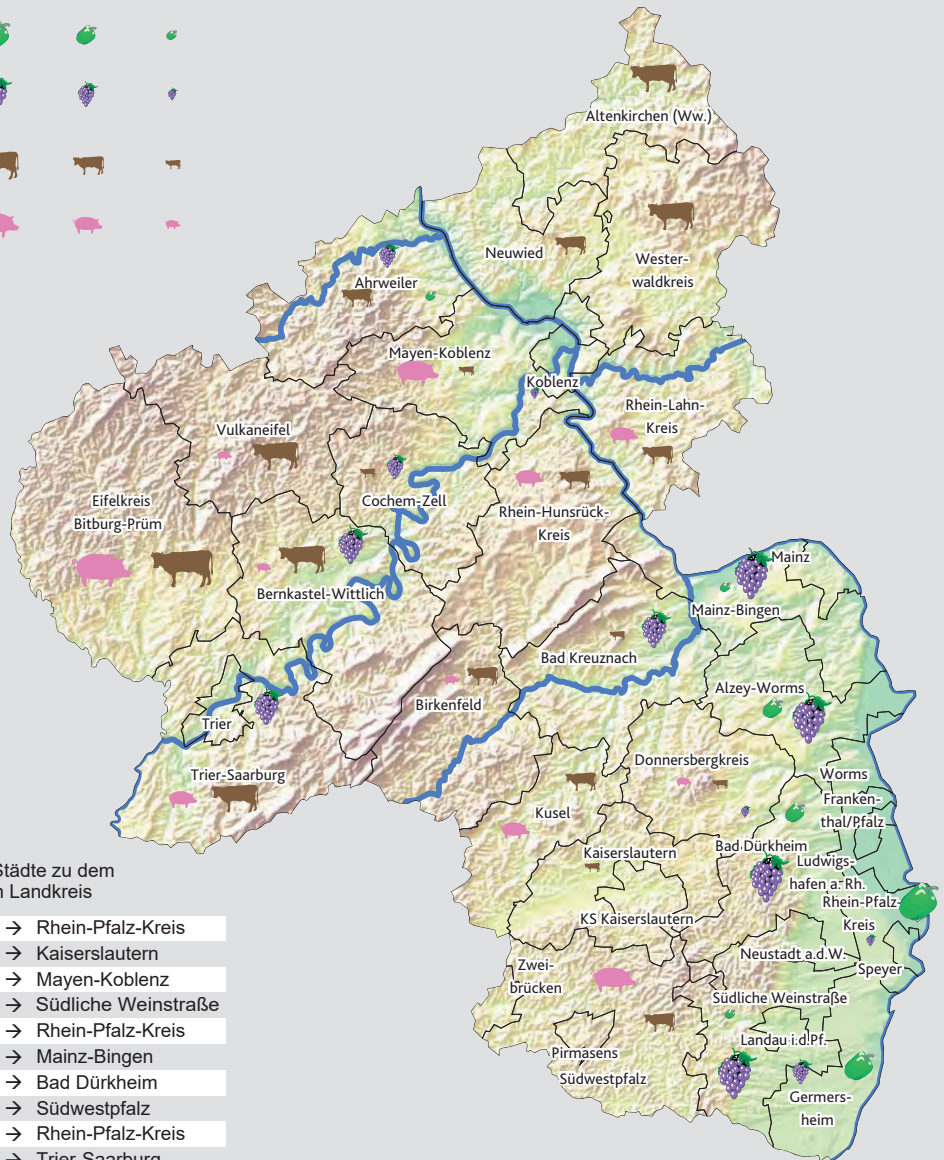 Altenkirchen (Ww.)
Neuwied
Wester-
waldkreis
Ahrweiler
Mayen-Koblenz
Koblenz
Rhein-Lahn-
Kreis
Vulkaneifel
Cochem-Zell
Eifelkreis
Bitburg-Prüm
Rhein-Hunsrück-
Kreis
Mainz
Bernkastel-Wittlich
Mainz-Bingen
Bad Kreuznach
Alzey-Worms
Birkenfeld
Trier
Donnersbergkreis
Trier-Saarburg
Worms
Franken-
thal/Pfalz
Kusel
Kaiserslautern
Bad Dürkheim
Ludwigs-
hafen a. Rh.
Rhein-Pfalz-
Kreis
KS Kaiserslautern
Neustadt a.d.W.
Speyer
Zwei-
brücken
Südliche Weinstraße
Landau i.d.Pf.
Pirmasens
Südwestpfalz
Germers-
heim
Städte zu dem
Landkreis
→ Rhein-Pfalz-Kreis
→ Kaiserslautern
→ Mayen-Koblenz
→ Südliche Weinstraße
→ Rhein-Pfalz-Kreis
→ Mainz-Bingen
→ Bad Dürkheim
→ Südwestpfalz
→ Rhein-Pfalz-Kreis
→ Trier-Saarburg